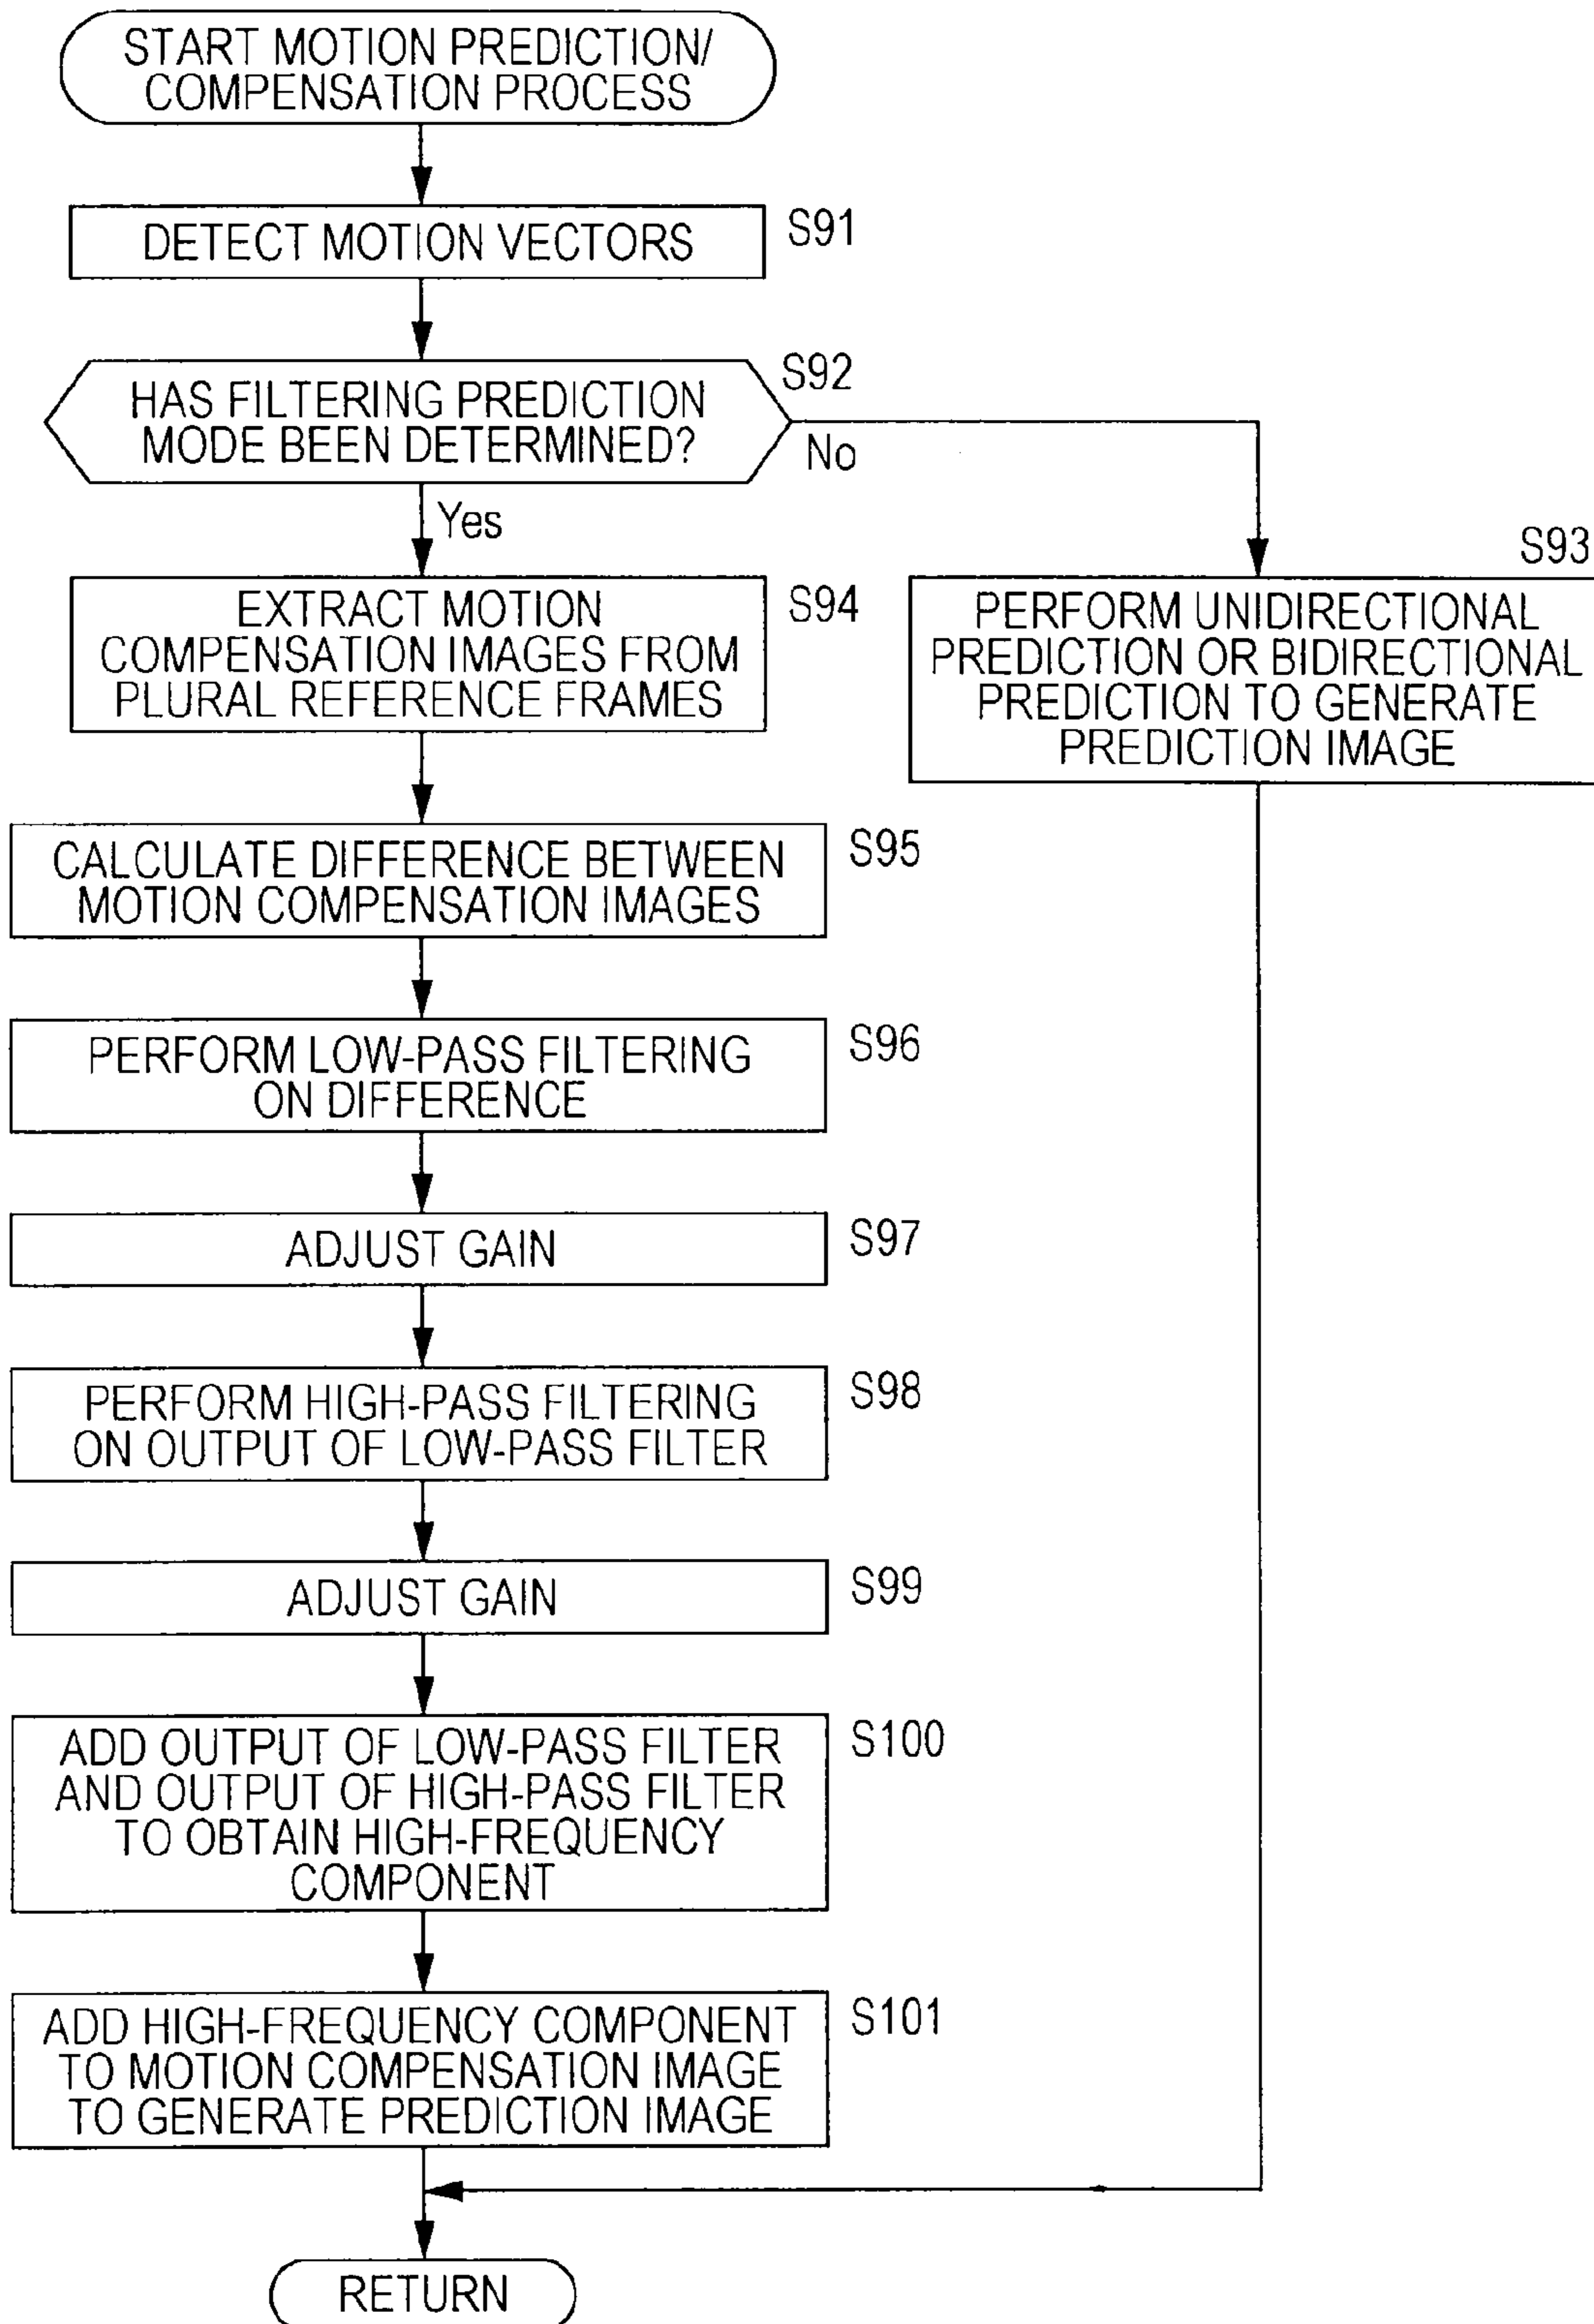 START MOTION PREDICTION/
COMPENSATION PROCESS
DETECT MOTION VECTORS
S91
HAS FILTERING PREDICTION
MODE BEEN DETERMINED?
S92
No
Yes
S93
PERFORM UNIDIRECTIONAL
PREDICTION OR BIDIRECTIONAL
PREDICTION TO GENERATE
PREDICTION IMAGE
EXTRACT MOTION
COMPENSATION IMAGES FROM
PLURAL REFERENCE FRAMES
S94
CALCULATE DIFFERENCE BETWEEN
MOTION COMPENSATION IMAGES
S95
PERFORM LOW-PASS FILTERING
ON DIFFERENCE
S96
ADJUST GAIN
S97
PERFORM HIGH-PASS FILTERING
ON OUTPUT OF LOW-PASS FILTER
S98
ADJUST GAIN
S99
ADD OUTPUT OF LOW-PASS FILTER
AND OUTPUT OF HIGH-PASS FILTER
TO OBTAIN HIGH-FREQUENCY
COMPONENT
S100
ADD HIGH-FREQUENCY COMPONENT
TO MOTION COMPENSATION IMAGE
TO GENERATE PREDICTION IMAGE
S101
RETURN